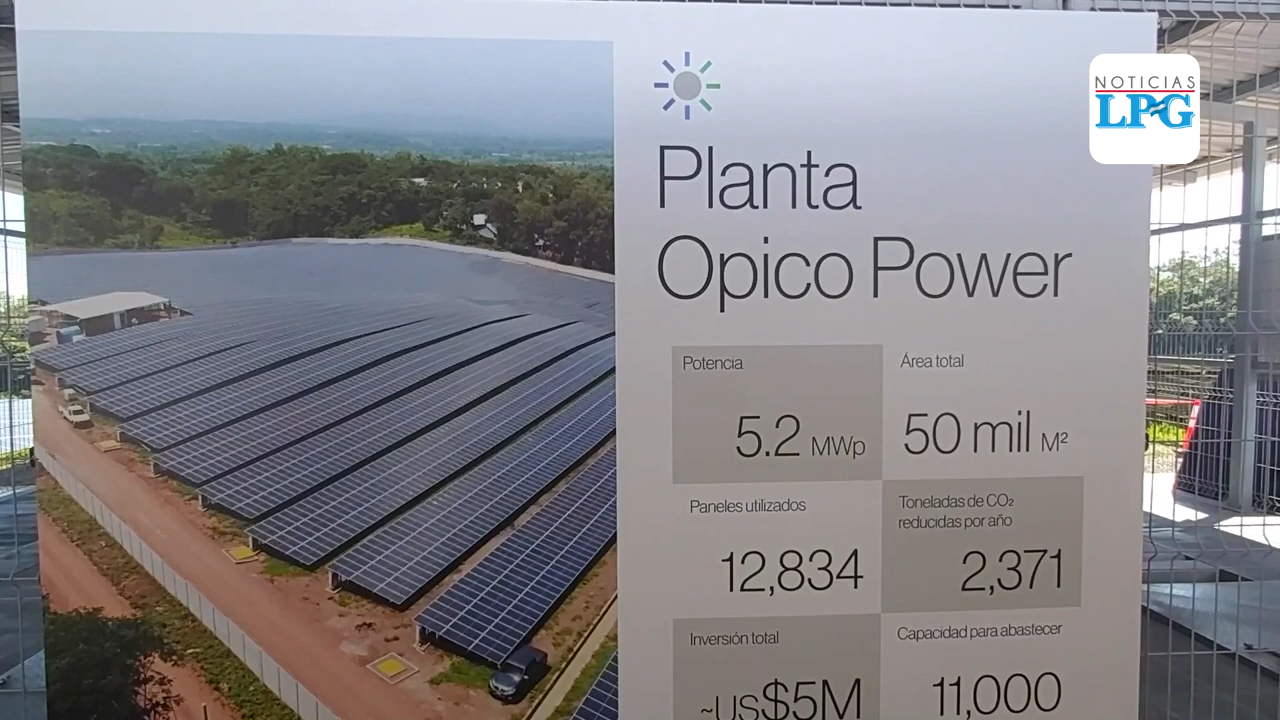 NOTICIAS
LPG
Planta
Opico Power
Potencia
5.2 MWp
Área total
50 mil M²
Paneles utilizados
12,834
Toneladas de CO₂
reducidas por año
2,371
Inversión total
~US$5M
Capacidad para abastecer
11,000